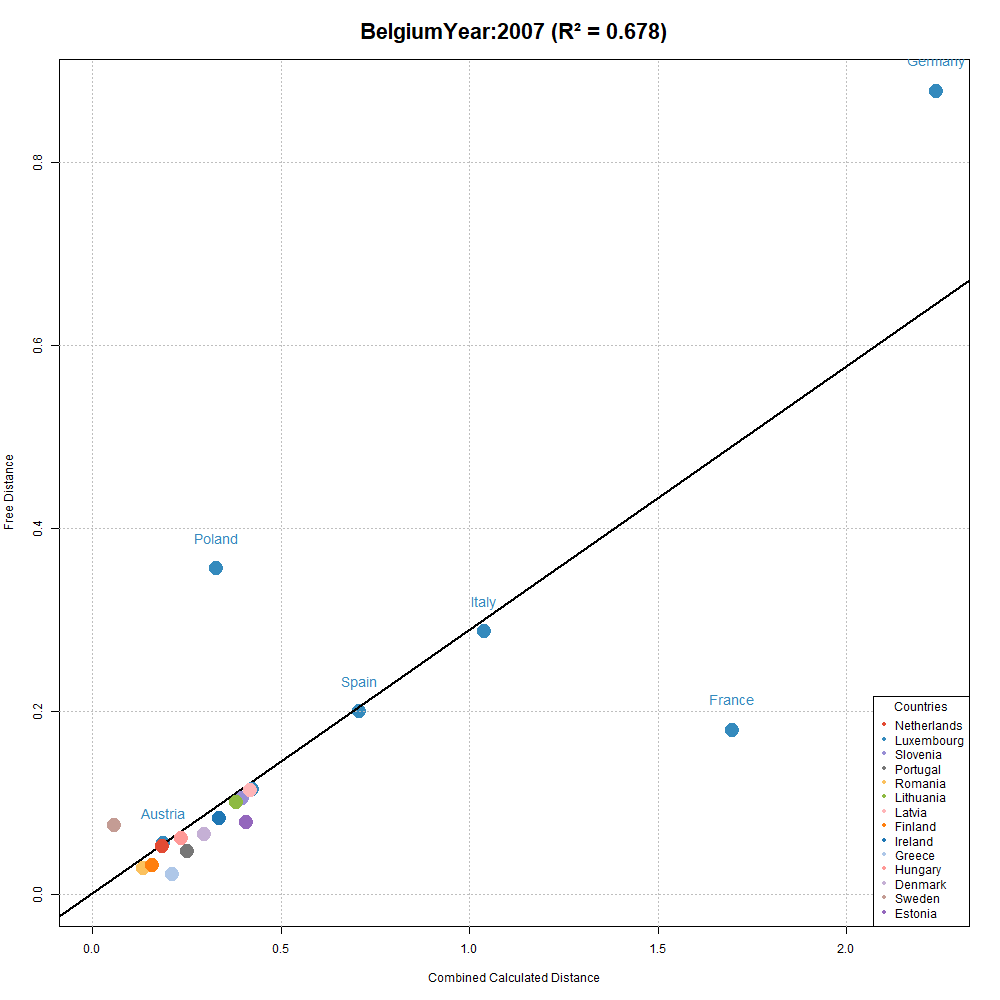 BelgiumYear:2007 (R² = 0.678)
Germany
0.8
0.6
Free Distance
0.4
Poland
Italy
Spain
0.2
France
Austria
0.0
Countries
Netherlands
Luxembourg
Slovenia
Portugal
Romania
Lithuania
Latvia
Finland
Ireland
Greece
Hungary
Denmark
Sweden
Estonia
0.0 0.5 1.0 1.5 2.0
Combined Calculated Distance